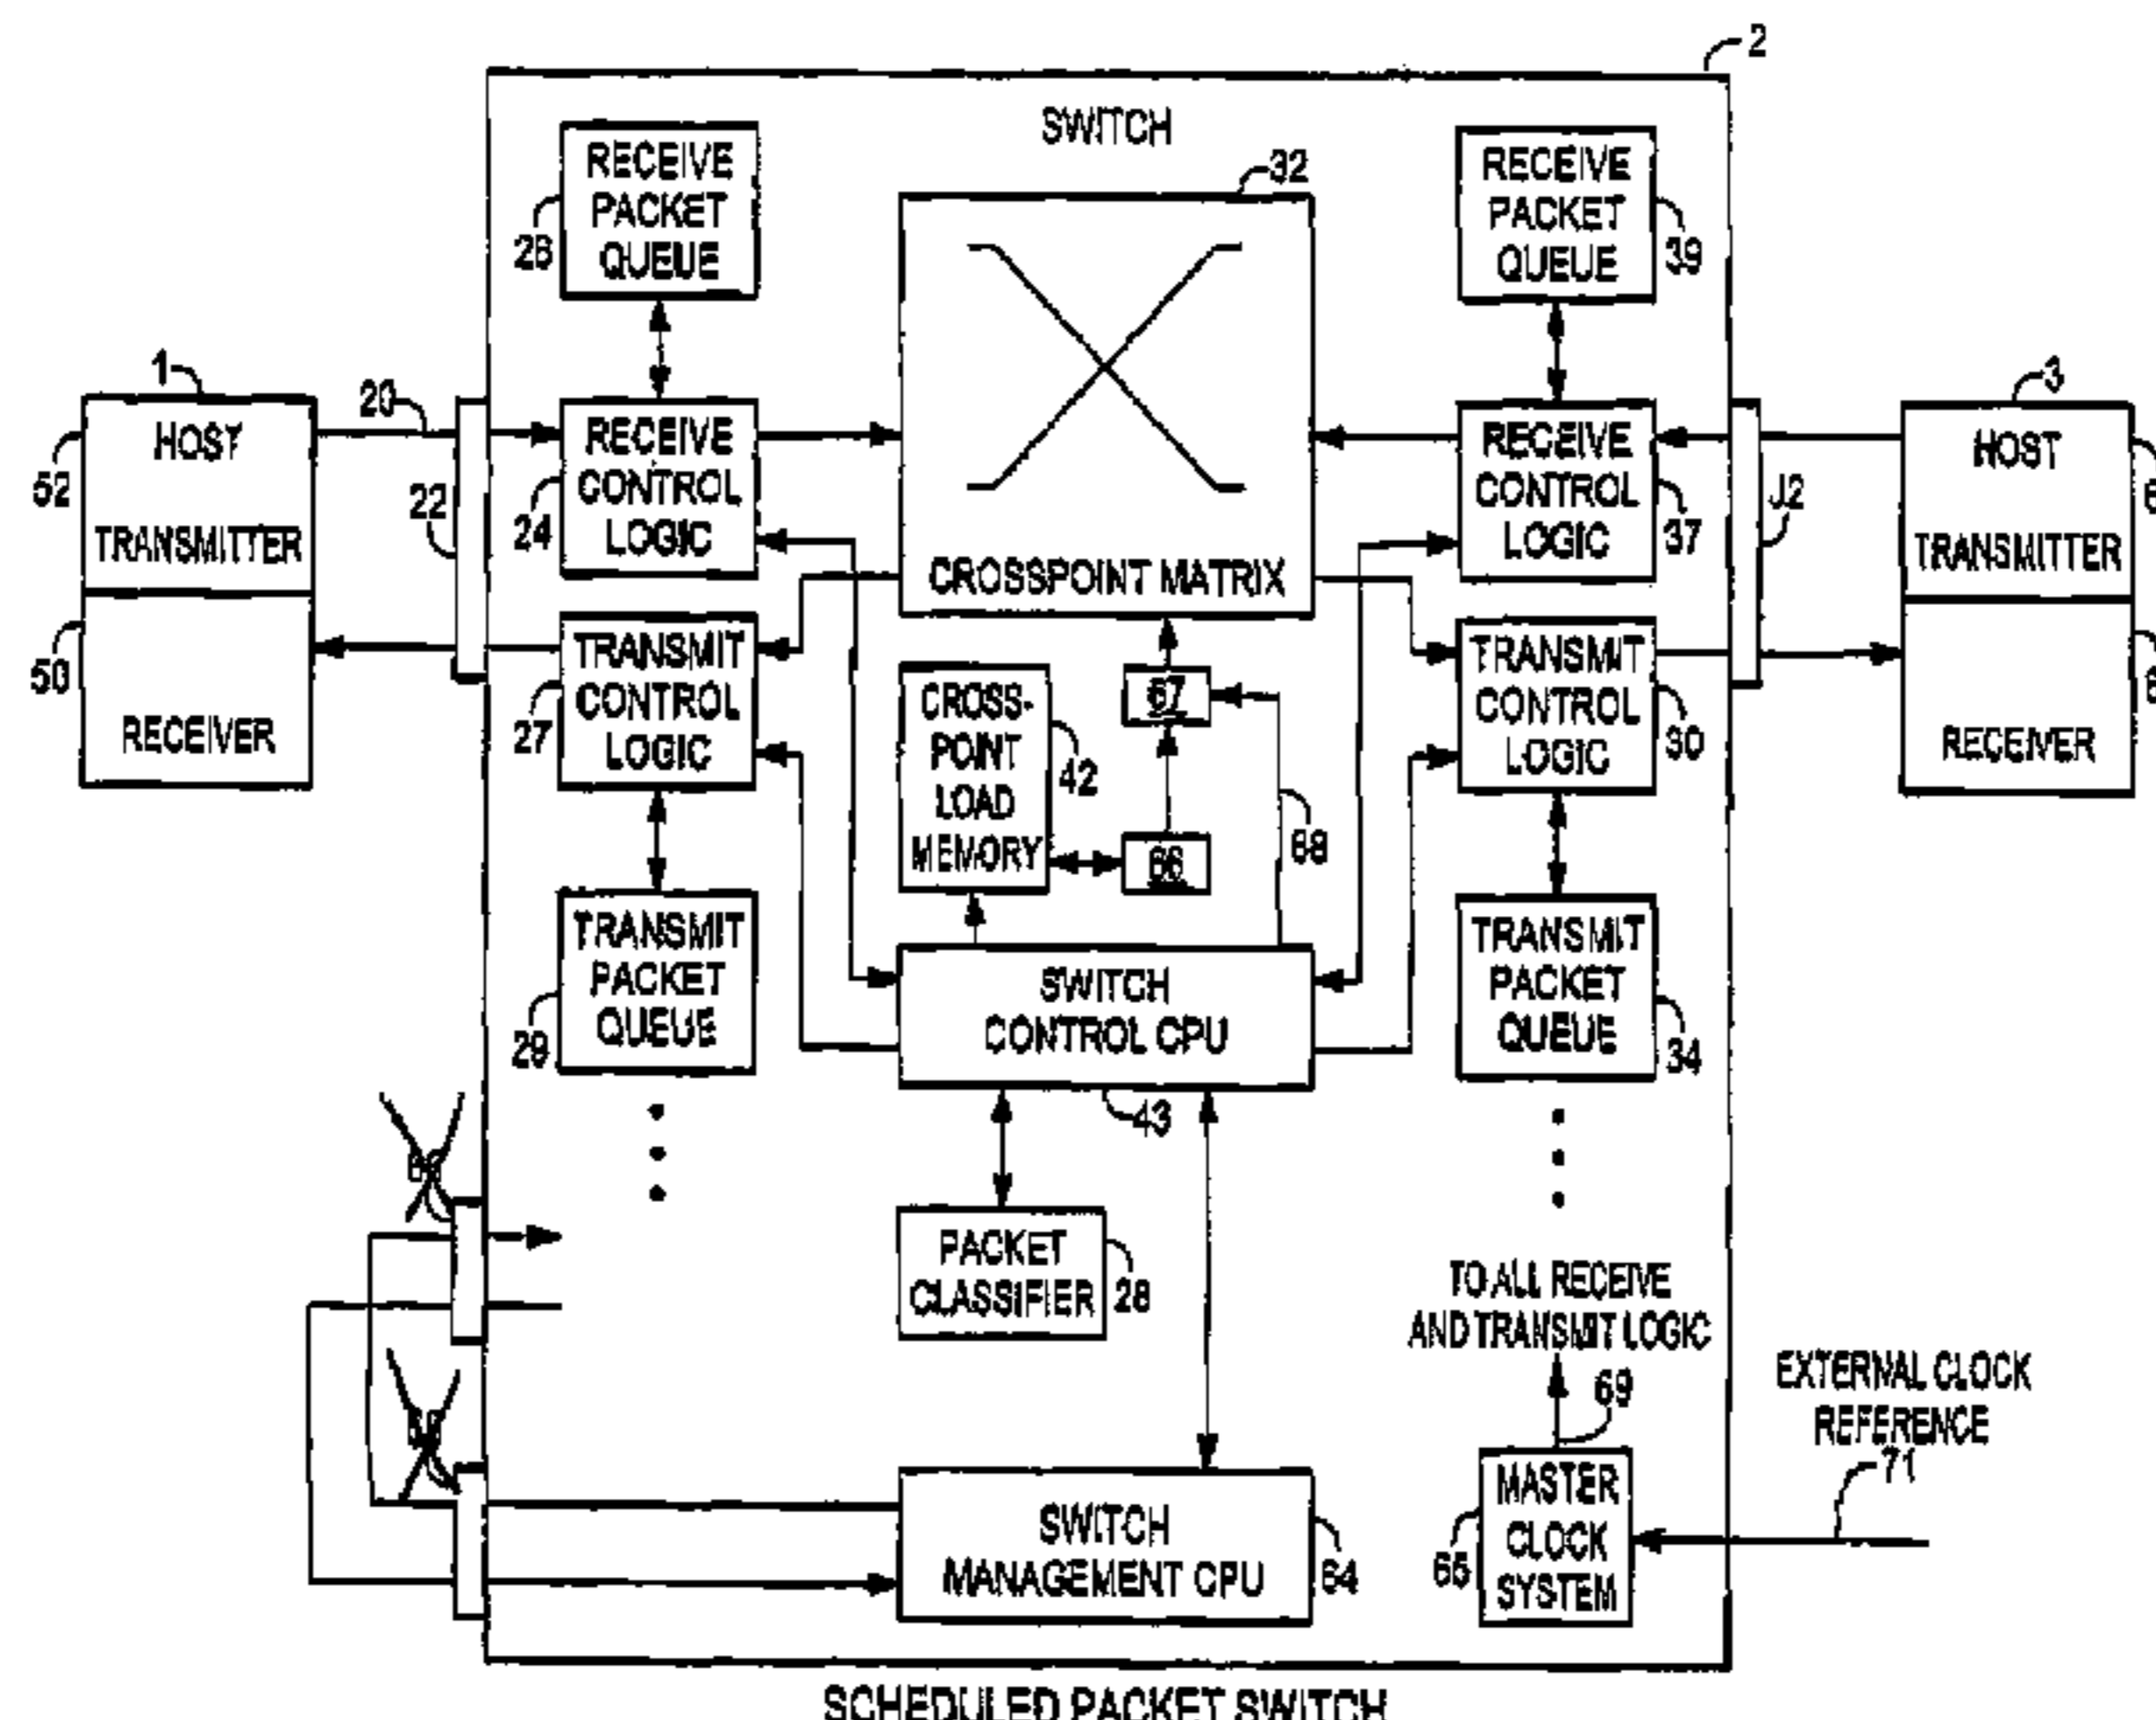 2
SWITCH
RECEIVE
PACKET
QUEUE
26
32
RECEIVE
PACKET
QUEUE
39
1
20
HOST
TRANSMITTER
52
22
RECEIVE
CONTROL
LOGIC
24
CROSSPOINT MATRIX
RECEIVE
CONTROL
LOGIC
37
J2
3
HOST
TRANSMITTER
50
RECEIVER
TRANSMIT
CONTROL
LOGIC
27
CROSS-
POINT
LOAD
MEMORY
42
67
66
68
TRANSMIT
CONTROL
LOGIC
30
RECEIVER
TRANSMIT
PACKET
QUEUE
29
SWITCH
CONTROL CPU
43
TRANSMIT
PACKET
QUEUE
34
PACKET
CLASSIFIER
28
TO ALL RECEIVE
AND TRANSMIT LOGIC
69
EXTERNAL CLOCK
REFERENCE
71
SWITCH
MANAGEMENT CPU
64
MASTER
CLOCK
SYSTEM
65
SCHEDULED PACKET SWITCH